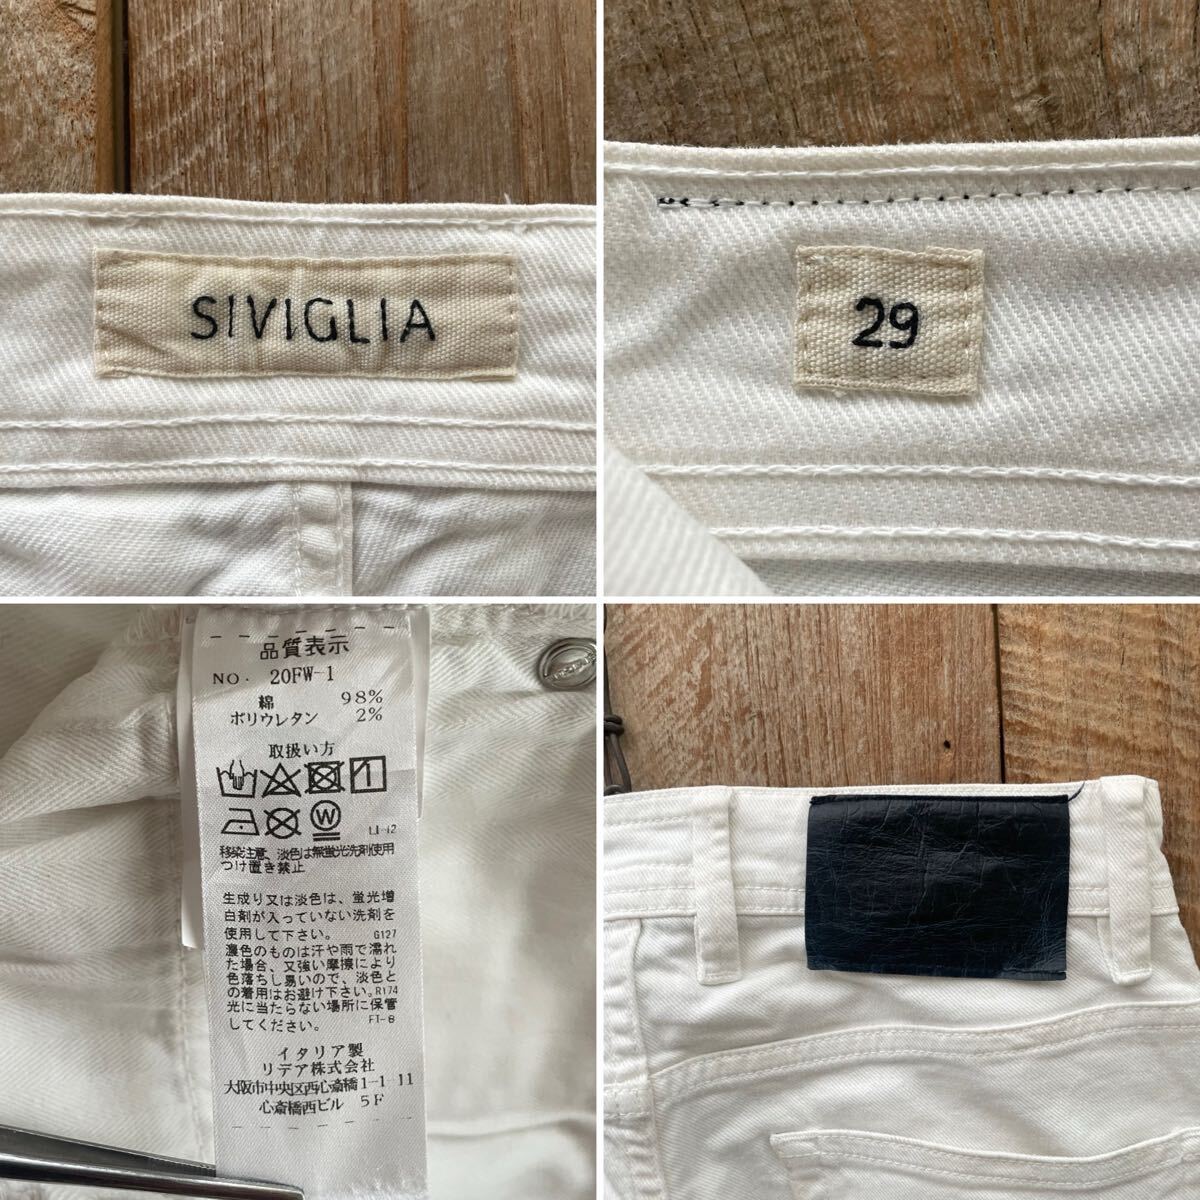 SIVIGLIA
29
品質表示
NO. 20FW-1
綿 98%
ポリウレタン 2%
取扱い方
W
LI-12
移染注意、淡色は無蛍光洗剤使用
つけ置き禁止
生成り又は淡色は、蛍光増
白剤が入っていない洗剤を
使用して下さい。 G127
濃色のものは汗や雨で濡れ
た場合、又強い摩擦により
色落ちし易いので、淡色と
の着用はお避け下さい。R174
光に当たらない場所に保管
してください。 FT-8
イタリア製
リデア株式会社
大阪市中央区西心斎橋1-1-11
心斎橋西ビル 5F